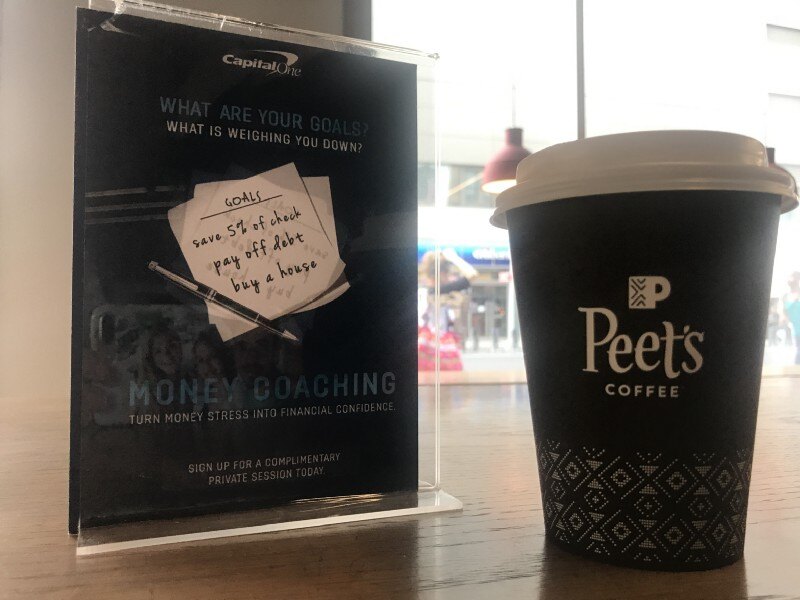 Capital One
WHAT ARE YOUR GOALS?
WHAT IS WEIGHING YOU DOWN?
GOALS
save 5% of check
pay off debt
buy a house
MONEY COACHING
TURN MONEY STRESS INTO FINANCIAL CONFIDENCE.
SIGN UP FOR A COMPLIMENTARY
PRIVATE SESSION TODAY.
P
Peet's
COFFEE